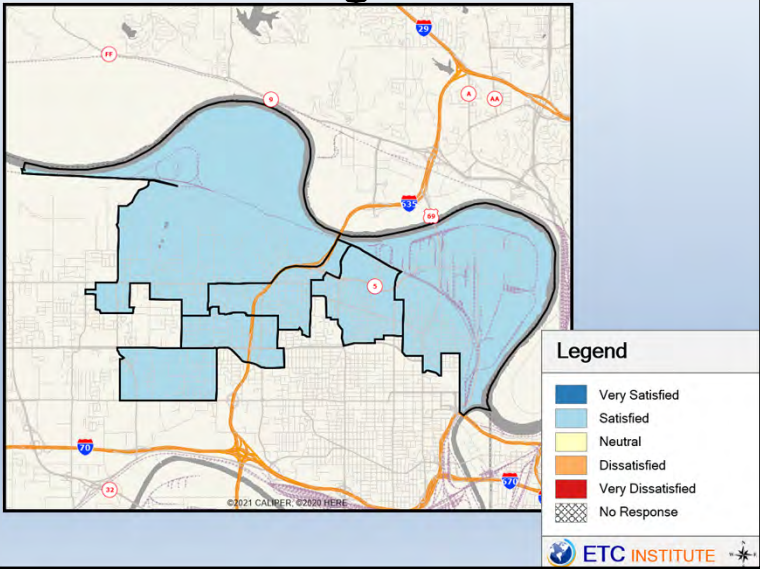 29
FF
9
A
AA
635
69
5
70
32
670
©2021 CALIPER; ©2020 HERE
Legend
Very Satisfied
Satisfied
Neutral
Dissatisfied
Very Dissatisfied
No Response
ETC INSTITUTE
N
W
E
S